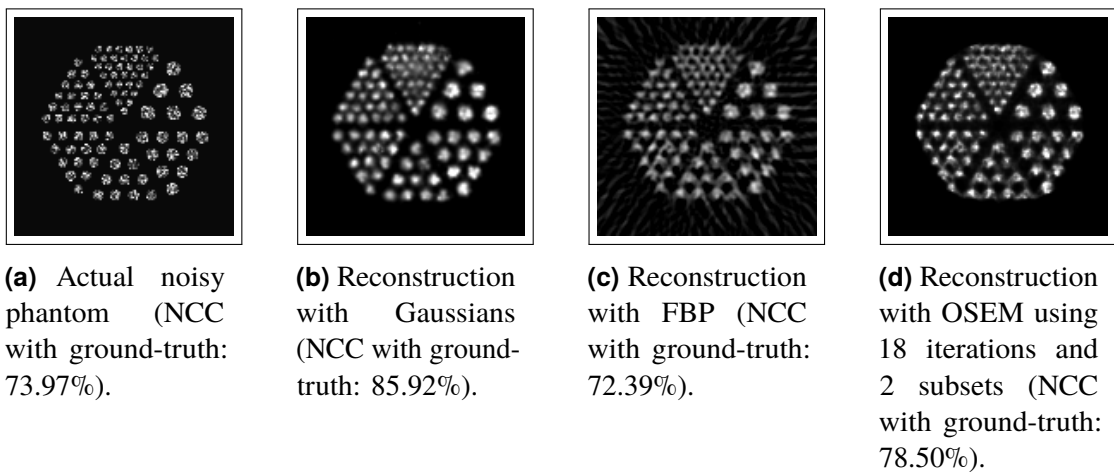 (a) Actual noisy
phantom (NCC
with ground-truth:
73.97%).
(b) Reconstruction
with Gaussians
(NCC with ground-
truth: 85.92%).
(c) Reconstruction
with FBP (NCC
with ground-truth:
72.39%).
(d) Reconstruction
with OSEM using
18 iterations and
2 subsets (NCC
with ground-truth:
78.50%).